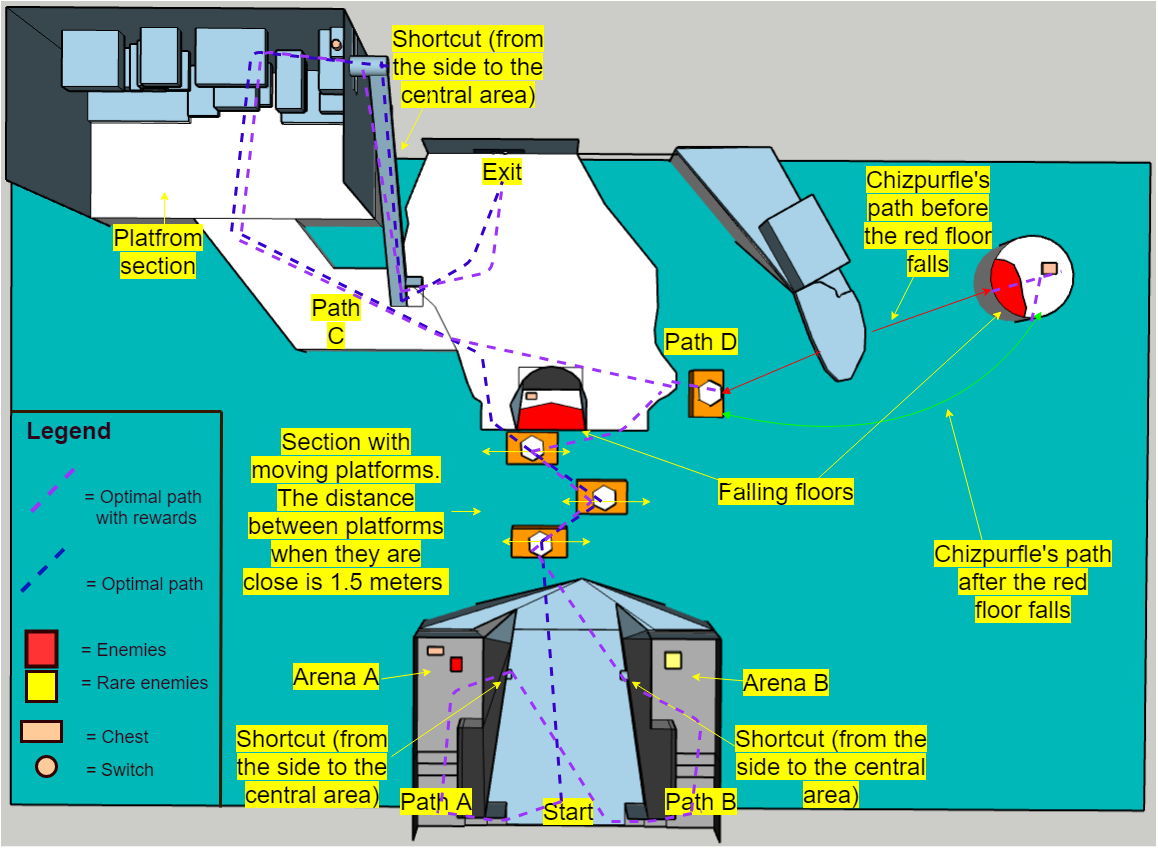 Shortcut (from
the side to the
central area)
Exit
Chizpurfle's
path before
the red floor
falls
Platfrom
section
Path
C
Path D
Legend
= Optimal path
with rewards
= Optimal path
= Enemies
= Rare enemies
= Chest
= Switch
Section with
moving platforms.
The distance
between platforms
when they are
close is 1.5 meters
Falling floors
Chizpurfle's path
after the red
floor falls
Arena A
Arena B
Shortcut (from
the side to the
central area)
Shortcut (from the
side to the central
area)
Path A
Start
Path B